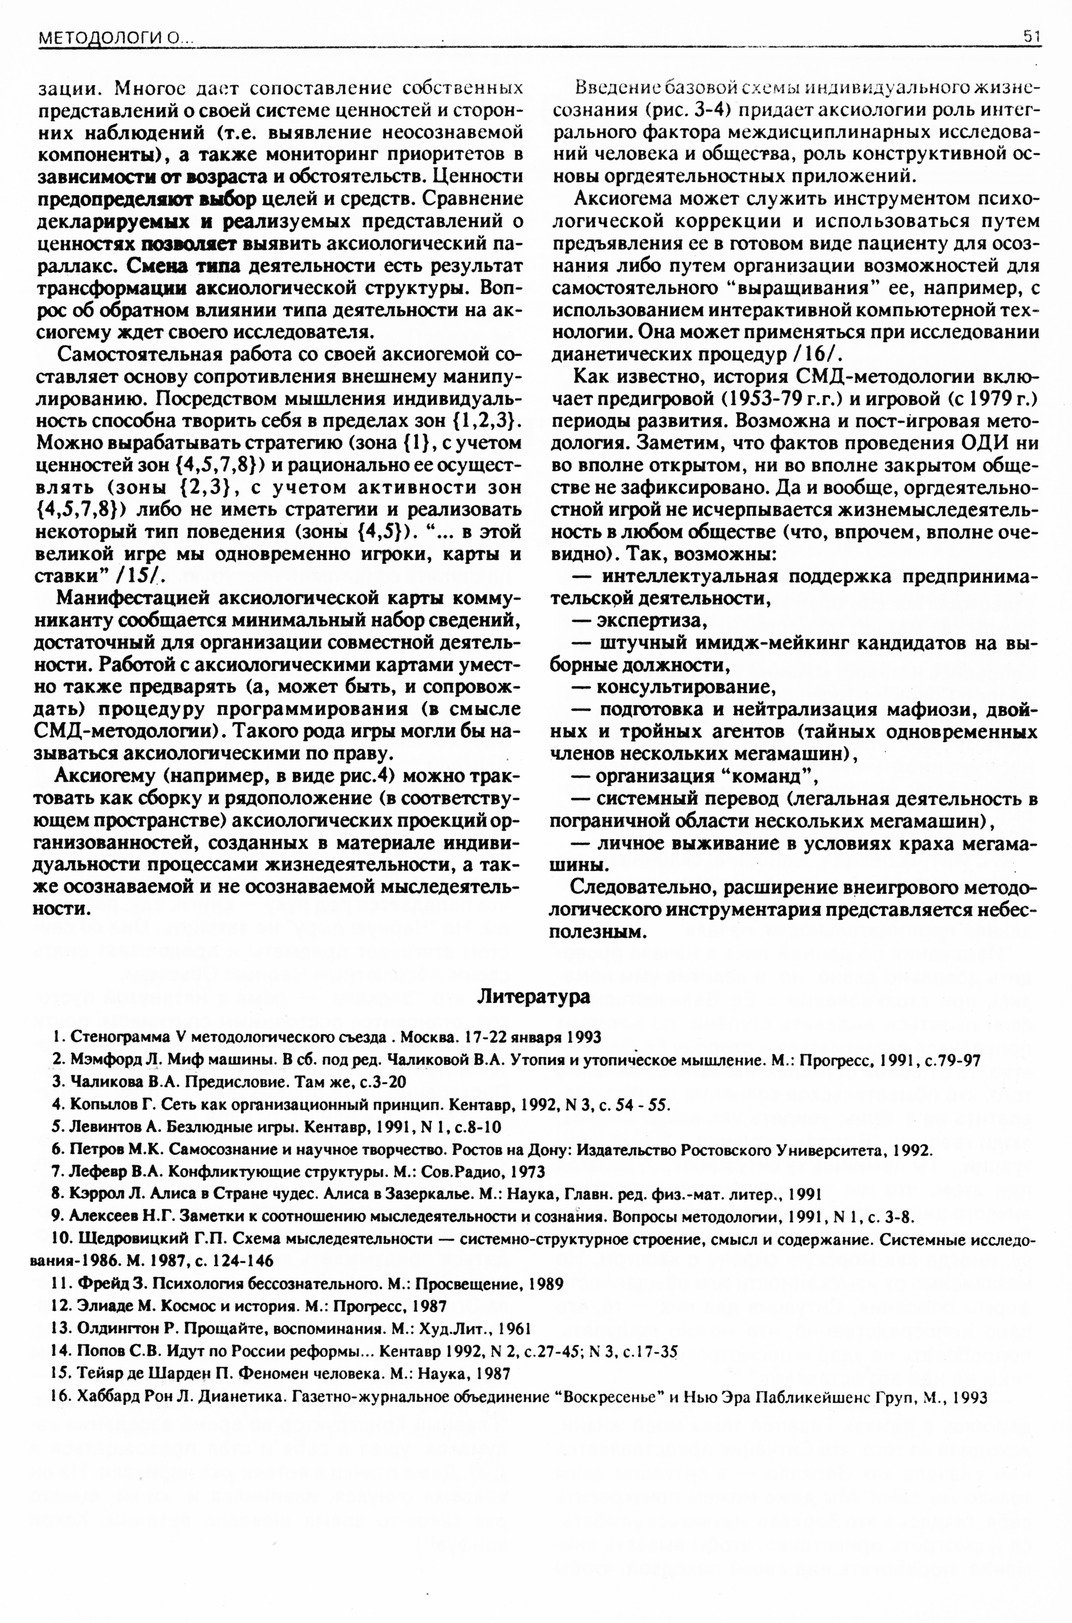 МЕТОДОЛОГИ О...
51
зации. Многое дает сопоставление собственных
представлений о своей системе ценностей и сторон-
них наблюдений (т.е. выявление неосознавемой
компоненты), а также мониторинг приоритетов в
зависимости от возраста и обстоятельств. Ценности
предопределяют выбор целей и средств. Сравнение
декларируемых и реализуемых представлений о
ценностях позволяет выявить аксиологический па-
раллакс. Смена типа деятельности есть результат
трансформации аксиологической структуры. Воп-
рос об обратном влиянии типа деятельности на ак-
сиогему ждет своего исследователя.
Самостоятельная работа со своей аксиогемой со-
ставляет основу сопротивления внешнему манипу-
лированию. Посредством мышления индивидуаль-
ность способна творить себя в пределах зон {1,2,3}.
Можно вырабатывать стратегию (зона {1}, с учетом
ценностей зон {4,5,7,8}) и рационально ее осущест-
влять (зоны {2,3}, с учетом активности зон
{4,5,7,8}) либо не иметь стратегии и реализовать
некоторый тип поведения (зоны {4,5}). “... в этой
великой игре мы одновременно игроки, карты и
ставки” /15/.
Манифестацией аксиологической карты комму-
никанту сообщается минимальный набор сведений,
достаточный для организации совместной деятель-
ности. Работой с аксиологическими картами умест-
но также предварять (а, может быть, и сопровож-
дать) процедуру программирования (в смысле
СМД-методологии). Такого рода игры могли бы на-
зываться аксиологическими по праву.
Аксиогему (например, в виде рис.4) можно трак-
товать как сборку и рядоположение (в соответству-
ющем пространстве) аксиологических проекций ор-
ганизованностей, созданных в материале индиви-
дуальности процессами жизнедеятельности, а так-
же осознаваемой и не осознаваемой мыследеятель-
ности.
Введение базовой схемы индивидуального жизне-
сознания (рис. 3-4) придает аксиологии роль интег-
рального фактора междисциплинарных исследова-
ний человека и общества, роль конструктивной ос-
новы оргдеятельностных приложений.
Аксиогема может служить инструментом психо-
логической коррекции и использоваться путем
предъявления ее в готовом виде пациенту для осоз-
нания либо путем организации возможностей для
самостоятельного “выращивания” ее, например, с
использованием интерактивной компьютерной тех-
нологии. Она может применяться при исследовании
дианетических процедур /16/.
Как известно, история СМД-методологии вклю-
чает предигровой (1953-79 г.г.) и игровой (с 1979 г.)
периоды развития. Возможна и пост-игровая мето-
дология. Заметим, что фактов проведения ОДИ ни
во вполне открытом, ни во вполне закрытом обще-
стве не зафиксировано. Да и вообще, оргдеятельно-
стной игрой не исчерпывается жизнемыследеятель-
ность в любом обществе (что, впрочем, вполне оче-
видно). Так, возможны:
— интеллектуальная поддержка предпринима-
тельской деятельности,
— экспертиза,
— штучный имидж-мейкинг кандидатов на вы-
борные должности,
— консультирование,
— подготовка и нейтрализация мафиози, двой-
ных и тройных агентов (тайных одновременных
членов нескольких мегамашин),
— организация “команд”,
— системный перевод (легальная деятельность в
пограничной области нескольких мегамашин),
— личное выживание в условиях краха мегама-
шины.
Следовательно, расширение внеигрового методо-
логического инструментария представляется небес-
полезным.
Литература
1. Стенограмма V методологического съезда . Москва. 17-22 января 1993
2. Мэмфорд Л. Миф машины. В сб. под ред. Чаликовой В.А. Утопия и утопическое мышление. М.: Прогресс, 1991, с.79-97
3. Чаликова В.А. Предисловие. Там же, с.3-20
4. Копылов Г. Сеть как организационный принцип. Кентавр, 1992, N 3, с. 54 - 55.
5. Левинтов А. Безлюдные игры. Кентавр, 1991, N 1, с.8-10
6. Петров М.К. Самосознание и научное творчество. Ростов на Дону: Издательство Ростовского Университета, 1992.
7. Лефевр В.А. Конфликтующие структуры. М.: Сов.Радио, 1973
8. Кэррол Л. Алиса в Стране чудес. Алиса в Зазеркалье. М.: Наука, Главн. ред. физ.-мат. литер., 1991
9. Алексеев Н.Г. Заметки к соотношению мыследеятельности и сознания. Вопросы методологии, 1991, N 1, с. 3-8.
10. Щедровицкий Г.П. Схема мыследеятельности — системно-структурное строение, смысл и содержание. Системные исследо-
вания-1986. М. 1987, с. 124-146
11. Фрейд З. Психология бессознательного. М.: Просвещение, 1989
12. Элиаде М. Космос и история. М.: Прогресс, 1987
13. Олдингтон Р. Прощайте, воспоминания. М.: Худ.Лит., 1961
14. Попов С.В. Идут по России реформы... Кентавр 1992, N 2, с.27-45; N 3, с.17-35
15. Тейяр де Шарден П. Феномен человека. М.: Наука, 1987
16. Хаббард Рон Л. Дианетика. Газетно-журнальное объединение “Воскресенье” и Нью Эра Пабликейшенс Груп, М., 1993